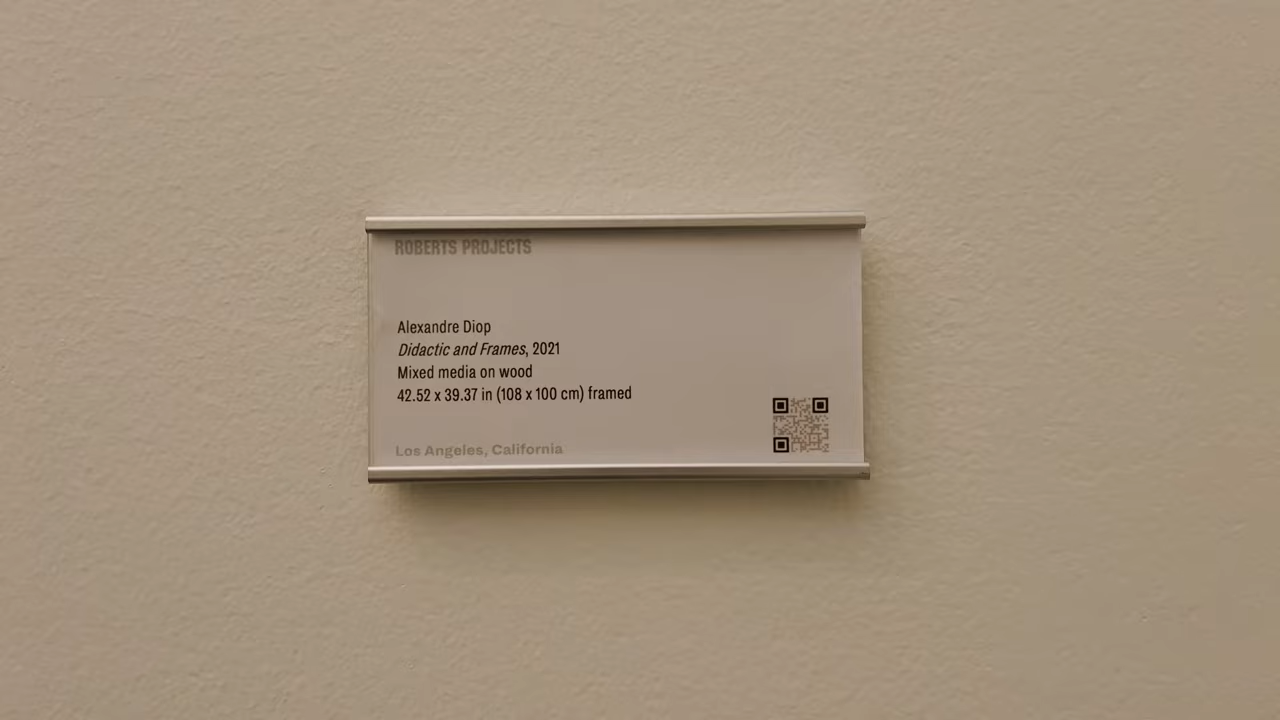 ROBERTS PROJECTS
Alexandre Diop
Didactic and Frames, 2021
Mixed media on wood
42.52 x 39.37 in (108 x 100 cm) framed
Los Angeles, California